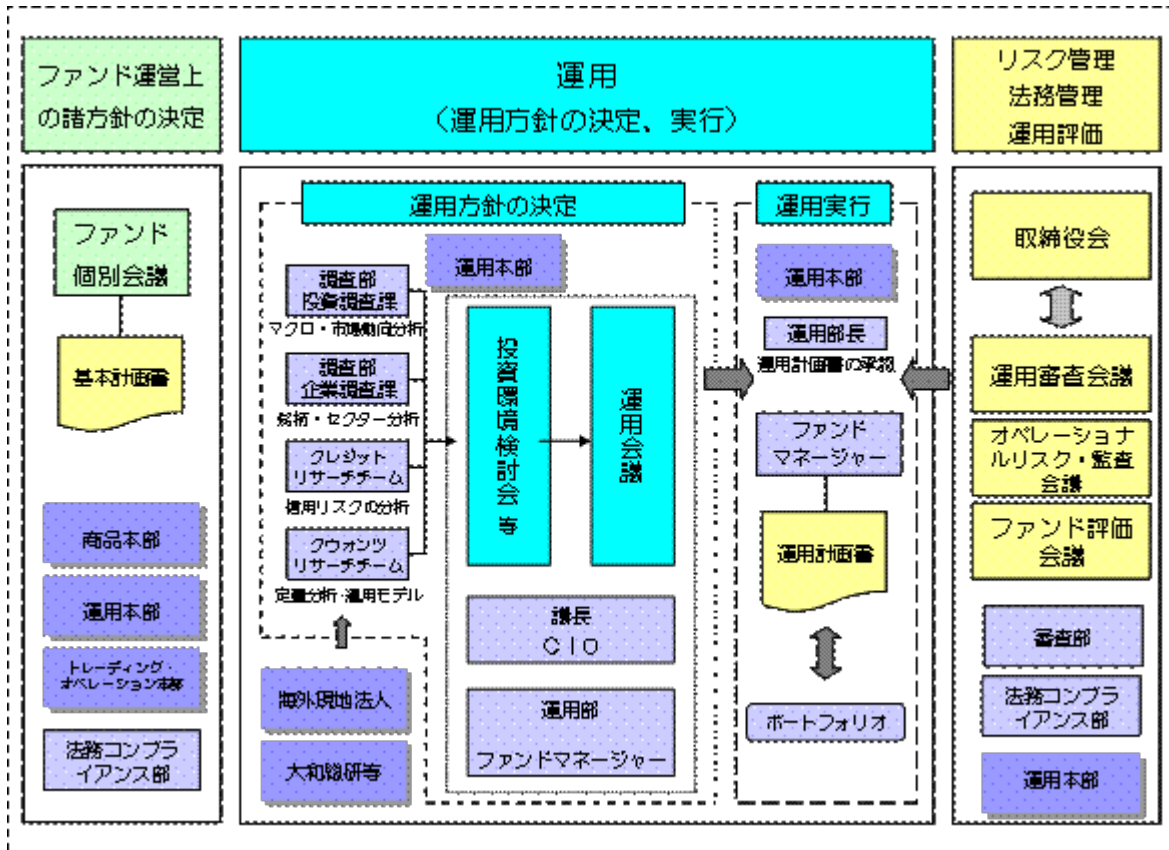 ファンド運営上
の諸方針の決定
運用
(運用方針の決定、実行)
リスク管理
法務管理
運用評価
ファンド
個別会議
基本計画書
商品本部
運用本部
トレーディング・
オペレーション本部
法務コンプラ
イアンス部
運用方針の決定
運用本部
調査部
投資調査課
マクロ・市場動向分析
調査部
企業調査課
銘柄・セクター分析
クレジット
リサーチチーム
信用リスクの分析
クウォンツ
リサーチチーム
定量分析・運用モデル
海外現地法人
大和総研等
投資環境検討会 等
運用会議
議長
CIO
運用部
ファンドマネージャー
運用実行
運用本部
運用部長
運用計画書の承認
ファンド
マネージャー
運用計画書
ポートフォリオ
取締役会
運用審査会議
オペレーショナ
ルリスク・監査
会議
ファンド評価
会議
審査部
法務コンプラ
イアンス部
運用本部